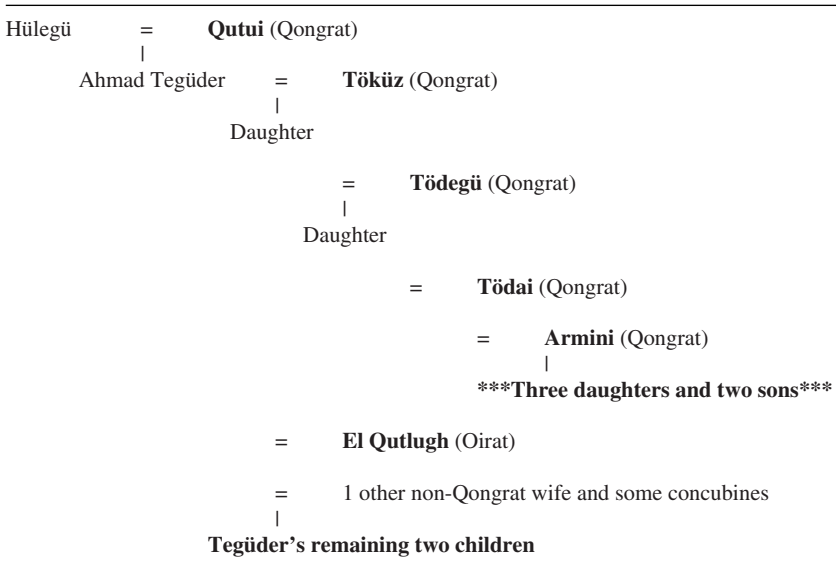 Hülegü = Qutui (Qongrat)
|
Ahmad Tegüder = Töküz (Qongrat)
|
Daughter
= Tödegü (Qongrat)
|
Daughter
= Tödai (Qongrat)
= Armini (Qongrat)
|
***Three daughters and two sons***
= El Qutlugh (Oirat)
= 1 other non-Qongrat wife and some concubines
|
Tegüder’s remaining two children